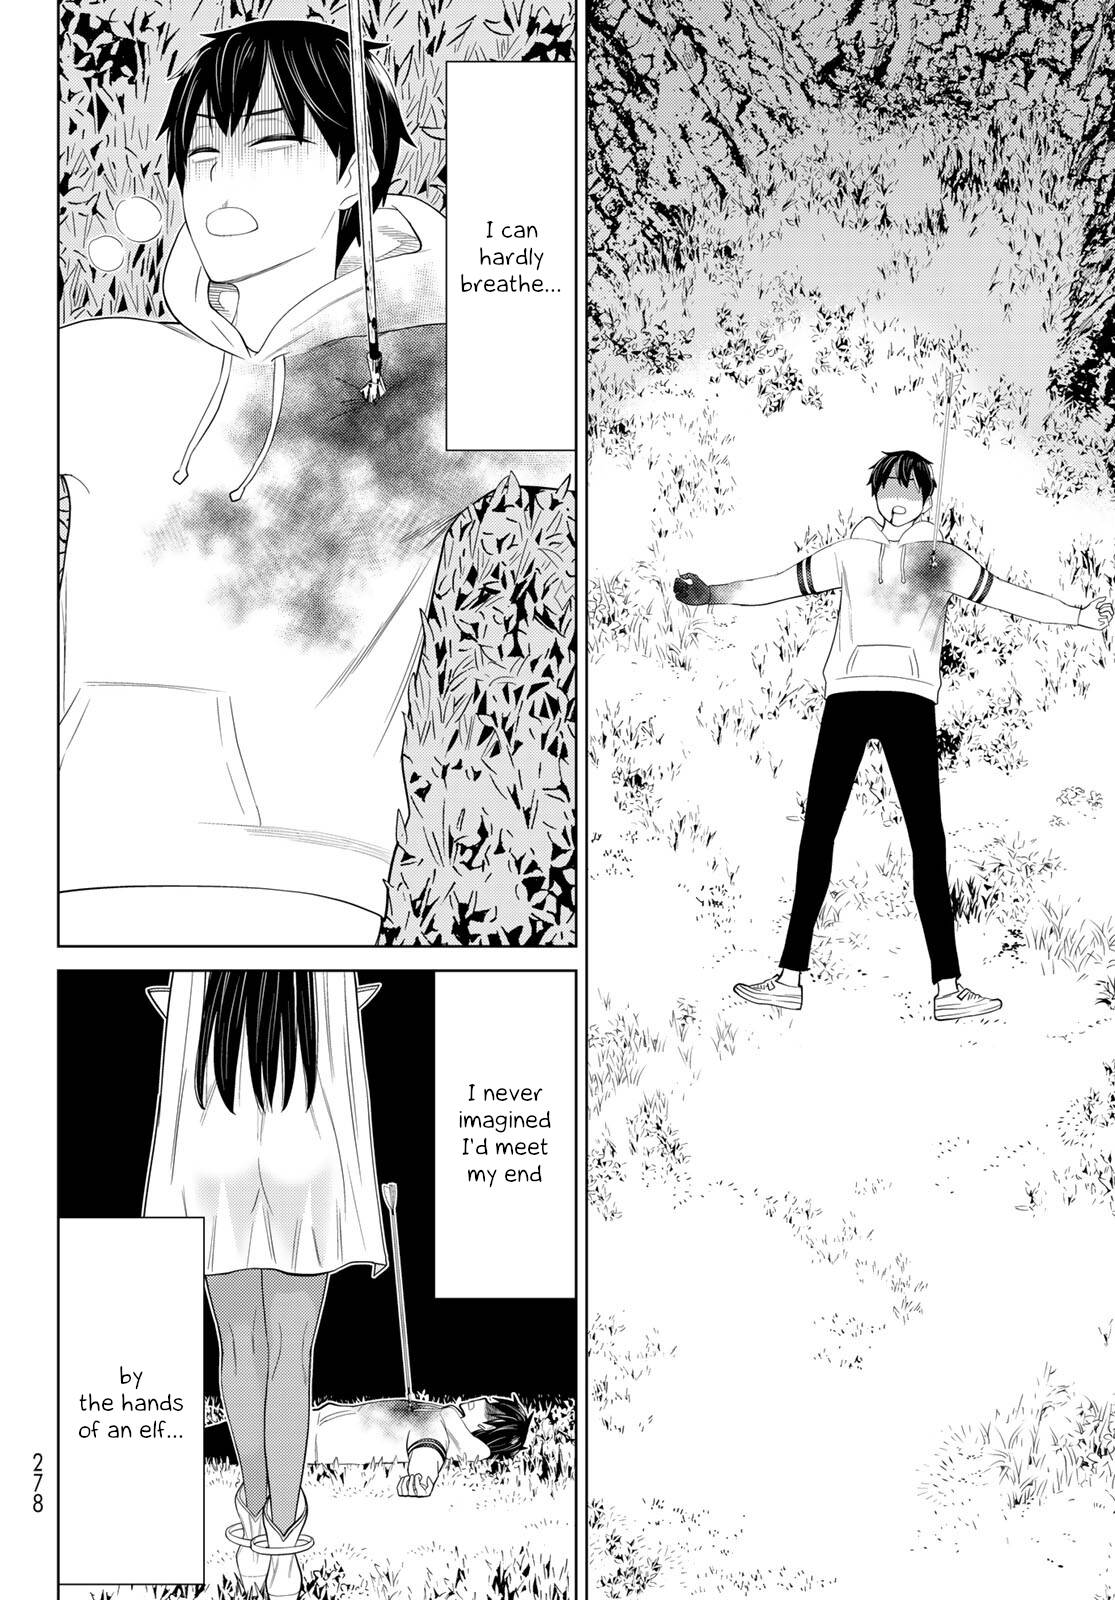 I can
hardly
breathe...
I never
imagined
I'd meet
my end
by
the hands
of an elf...
278